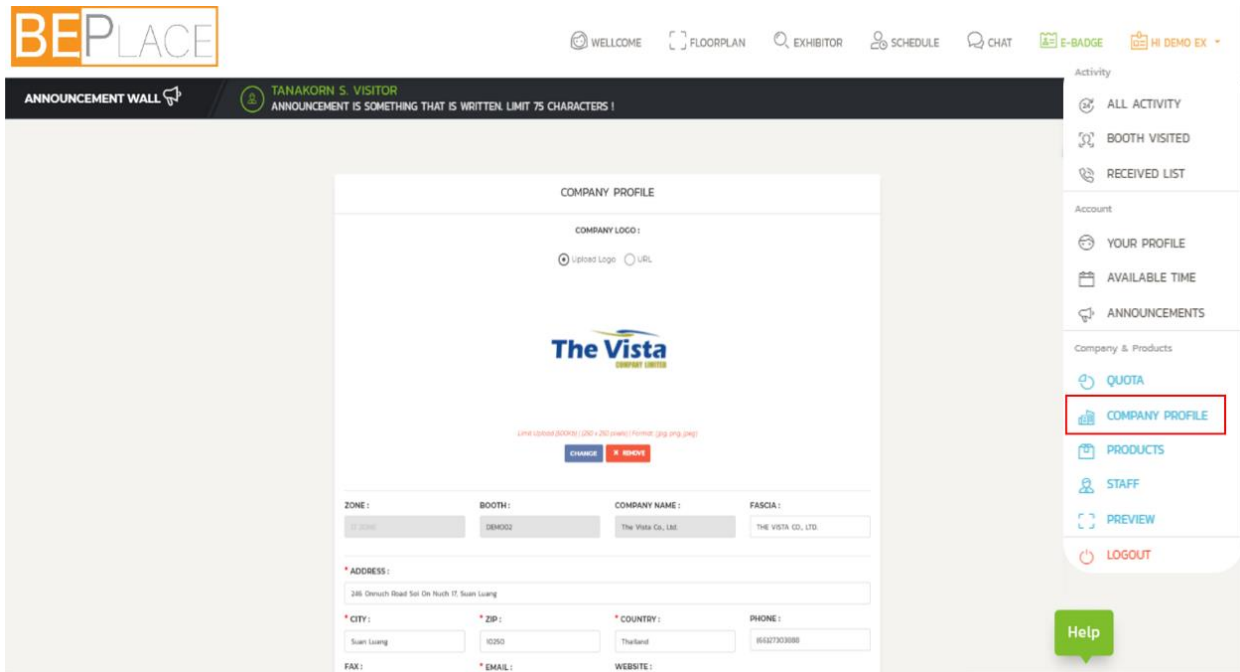 BEPLACE
WELLCOME FLOORPLAN EXHIBITOR SCHEDULE CHAT E-BADGE HI DEMO EX
ANNOUNCEMENT WALL
TANAKORN S. VISITOR
ANNOUNCEMENT IS SOMETHING THAT IS WRITTEN. LIMIT 75 CHARACTERS !
Activity
ALL ACTIVITY
BOOTH VISITED
RECEIVED LIST
Account
YOUR PROFILE
AVAILABLE TIME
ANNOUNCEMENTS
Company & Products
QUOTA
COMPANY PROFILE
PRODUCTS
STAFF
PREVIEW
LOGOUT
COMPANY PROFILE
COMPANY LOGO :
Upload Logo URL
The Vista
COMPANY LIMITED
CHANGE X REMOVE
ZONE : BOOTH : COMPANY NAME : FASCIA :
DEMO02 The Vista Co., Ltd. THE VISTA CO., LTD.
* ADDRESS :
246 Onnuch Road Soi On Nuch 17, Suan Luang
* CITY : * ZIP : * COUNTRY : PHONE :
Suan Luang 10250 Thailand
FAX : * EMAIL : WEBSITE :
Help